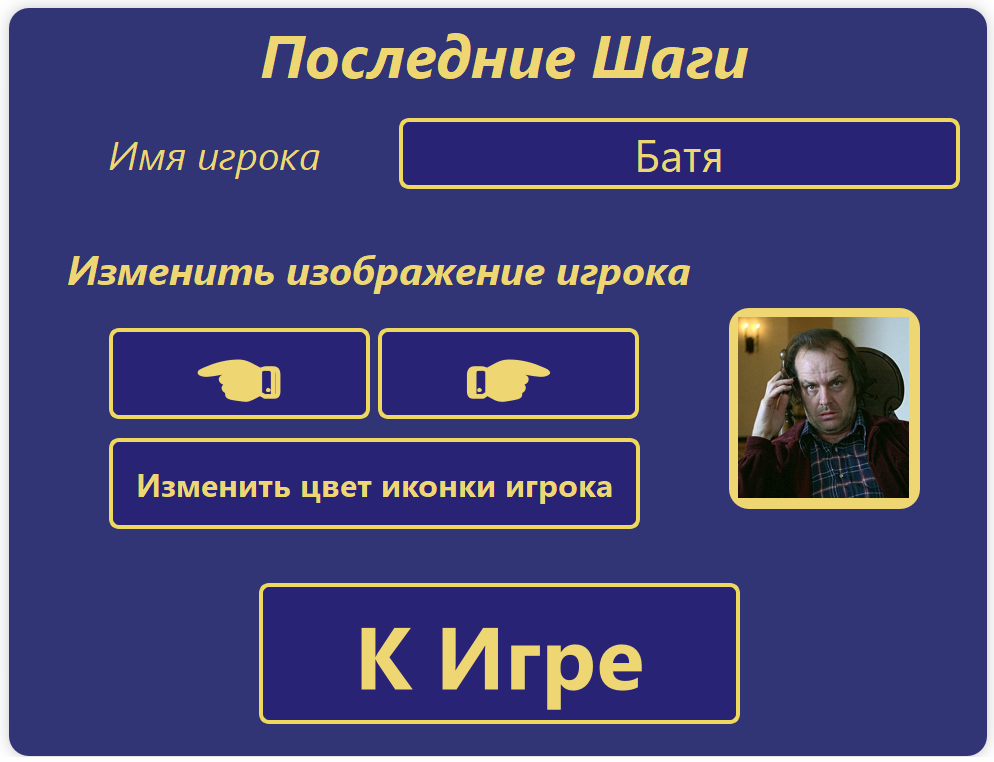 Последние Шаги
Имя игрока
Батя
Изменить изображение игрока
Изменить цвет иконки игрока
К Игре